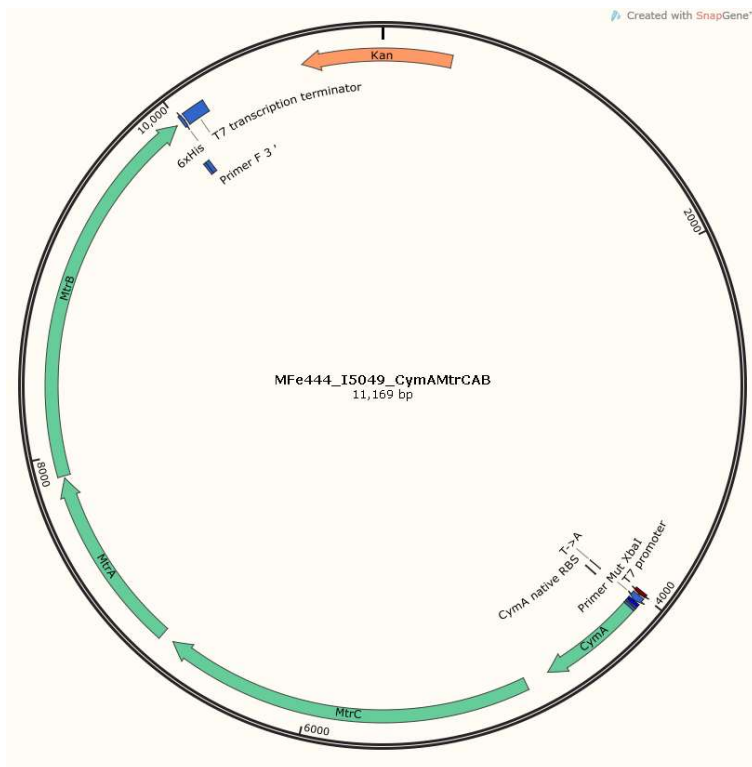 Created with SnapGene®
Kan
10,000
T7 transcription terminator
6xHis
Primer F 3 '
2000
MtrB
MFe444_I5049_CymAMtrCAB
11,169 bp
8000
T->A
CymA native RBS
Primer Mut XbaI
T7 promoter
4000
MtrA
CymA
MtrC
6000